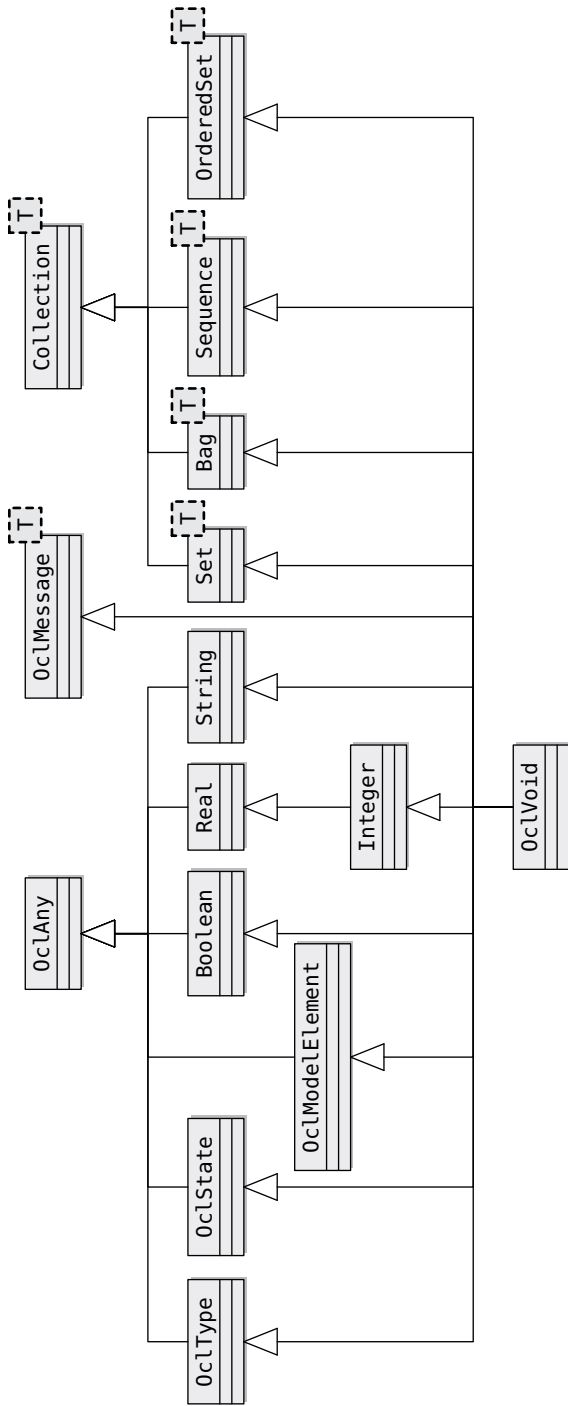 OclAny
OclMessage
T
Collection
T
OclType
OclState
OclModelElement
Boolean
Real
String
Set
T
Bag
T
Sequence
T
OrderedSet
T
Integer
OclVoid